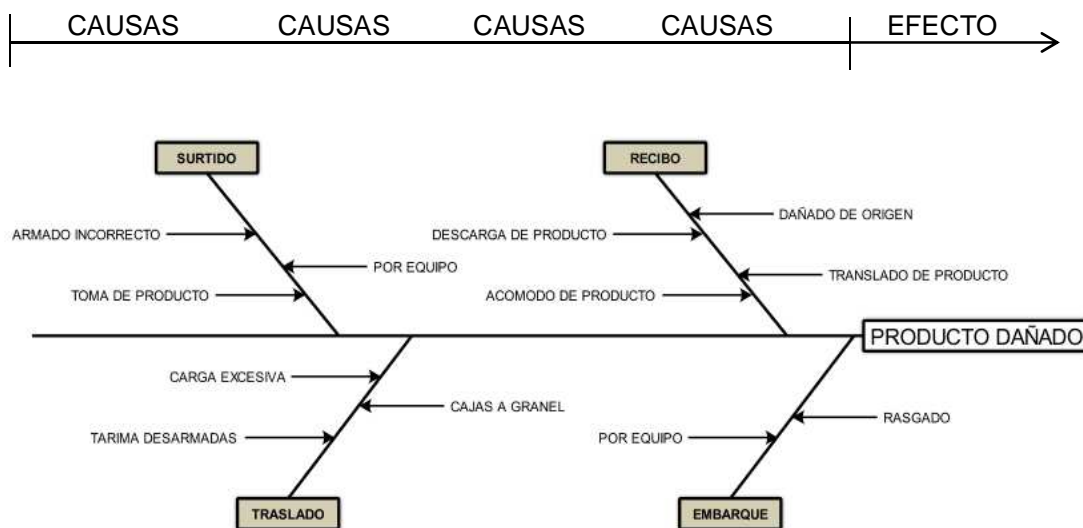 CAUSAS CAUSAS CAUSAS CAUSAS EFECTO
SURTIDO
RECIBO
ARMADO INCORRECTO
POR EQUIPO
TOMA DE PRODUCTO
DAÑADO DE ORIGEN
DESCARGA DE PRODUCTO
TRANSLADO DE PRODUCTO
ACOMODO DE PRODUCTO
PRODUCTO DAÑADO
CARGA EXCESIVA
CAJAS A GRANEL
TARIMA DESARMADAS
RASGADO
POR EQUIPO
TRASLADO
EMBARQUE